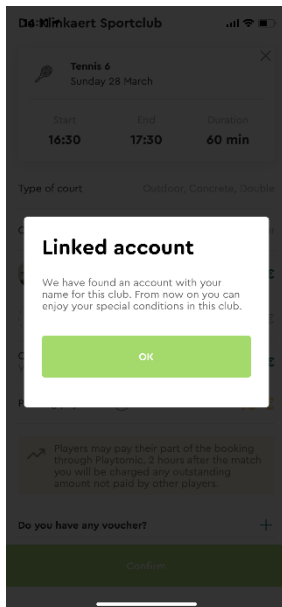 Tennis 6
Sunday 28 March
Start
End
Duration
16:30
17:30
60 min
Type of court
Outdoor, Concrete, Double
Linked account
We have found an account with your
name for this club. From now on you can
enjoy your special conditions in this club.
OK
Players may pay their part of the booking
through Playtomic. 2 hours after the match
you will be charged any outstanding
amount not paid by other players.
Do you have any voucher?
Confirm